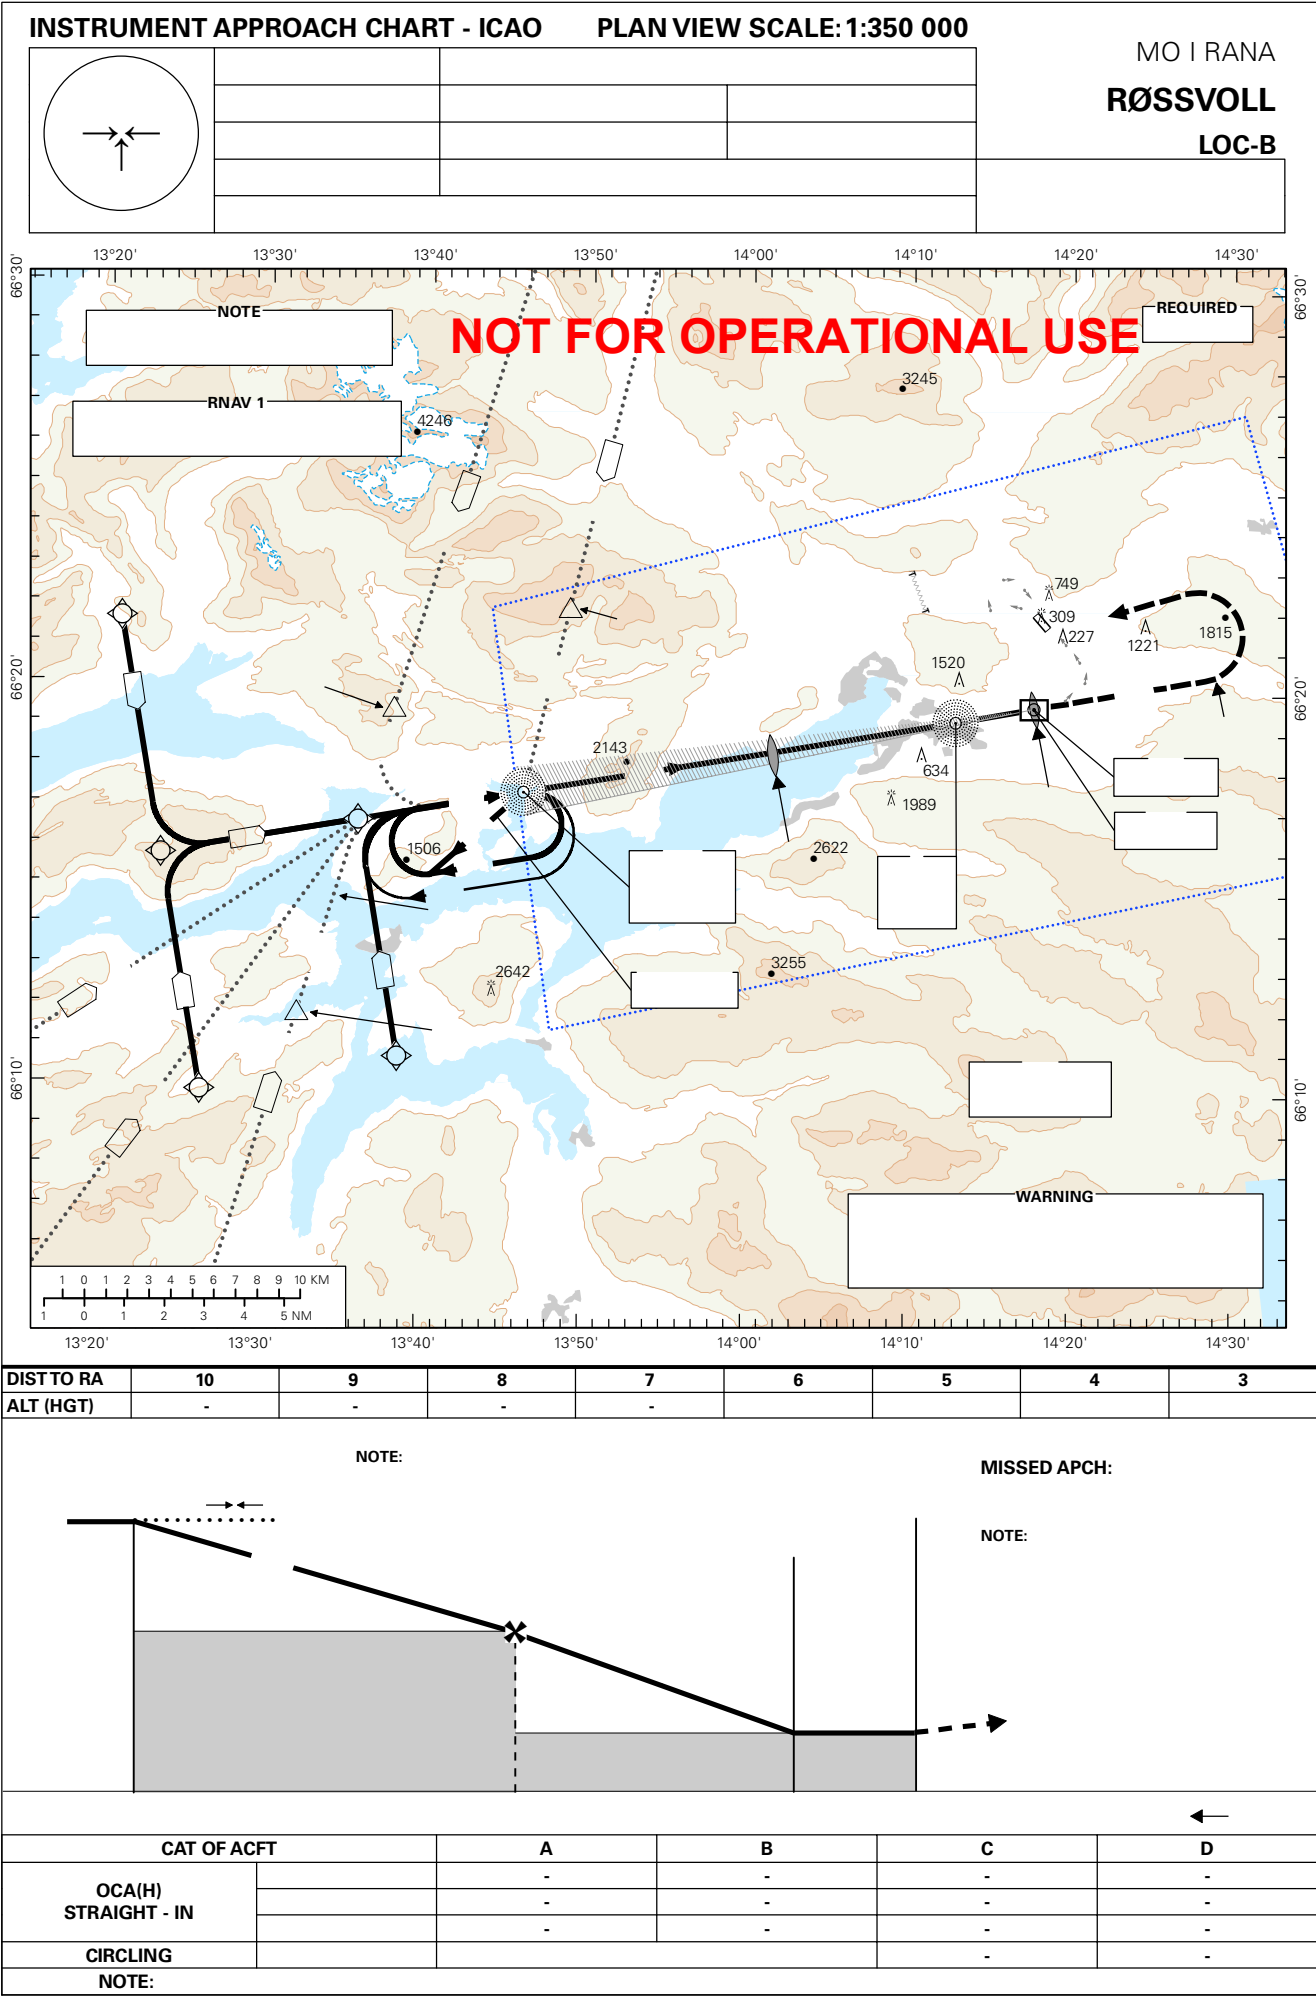 INSTRUMENT APPROACH CHART - ICAO PLAN VIEW SCALE: 1:350 000
MO I RANA
RØSSVOLL
LOC-B
13°20' 13°30' 13°40' 13°50' 14°00' 14°10' 14°20' 14°30'
66°30' 66°30'
NOTE
REQUIRED
NOT FOR OPERATIONAL USE
RNAV 1
3245
4246
749
309
227
1221
1815
1520
66°20' 66°20'
2143
634
1989
1506
2622
2642
3255
66°10' 66°10'
WARNING
1 0 1 2 3 4 5 6 7 8 9 10 KM
1 0 1 2 3 4 5 NM
13°20' 13°30' 13°40' 13°50' 14°00' 14°10' 14°20' 14°30'
DIST TO RA 10 9 8 7 6 5 4 3
ALT (HGT) - - - -
NOTE:
MISSED APCH:
NOTE:
CAT OF ACFT A B C D
OCA(H)
STRAIGHT - IN
- - - -
- - - -
- - - -
CIRCLING - -
NOTE: